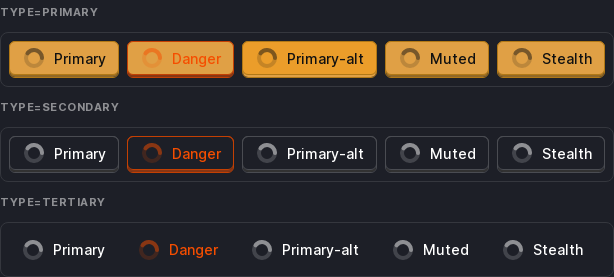 TYPE=PRIMARY
Primary Danger Primary-alt Muted Stealth
TYPE=SECONDARY
Primary Danger Primary-alt Muted Stealth
TYPE=TERTIARY
Primary Danger Primary-alt Muted Stealth